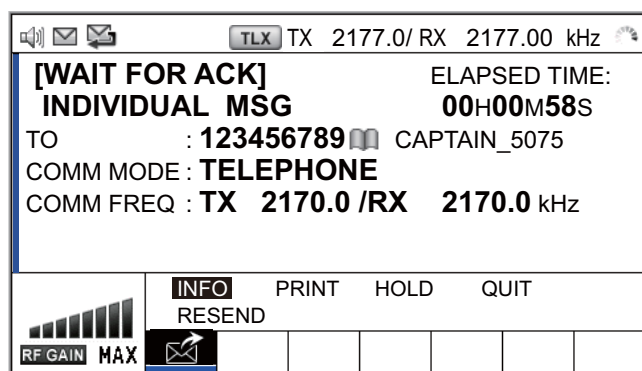 TLX TX 2177.0/ RX 2177.00 kHz
[WAIT FOR ACK] ELAPSED TIME:
INDIVIDUAL MSG 00H00M58S
TO : 123456789 CAPTAIN_5075
COMM MODE : TELEPHONE
COMM FREQ : TX 2170.0 /RX 2170.0 kHz
INFO PRINT HOLD QUIT
RESEND
RF GAIN MAX